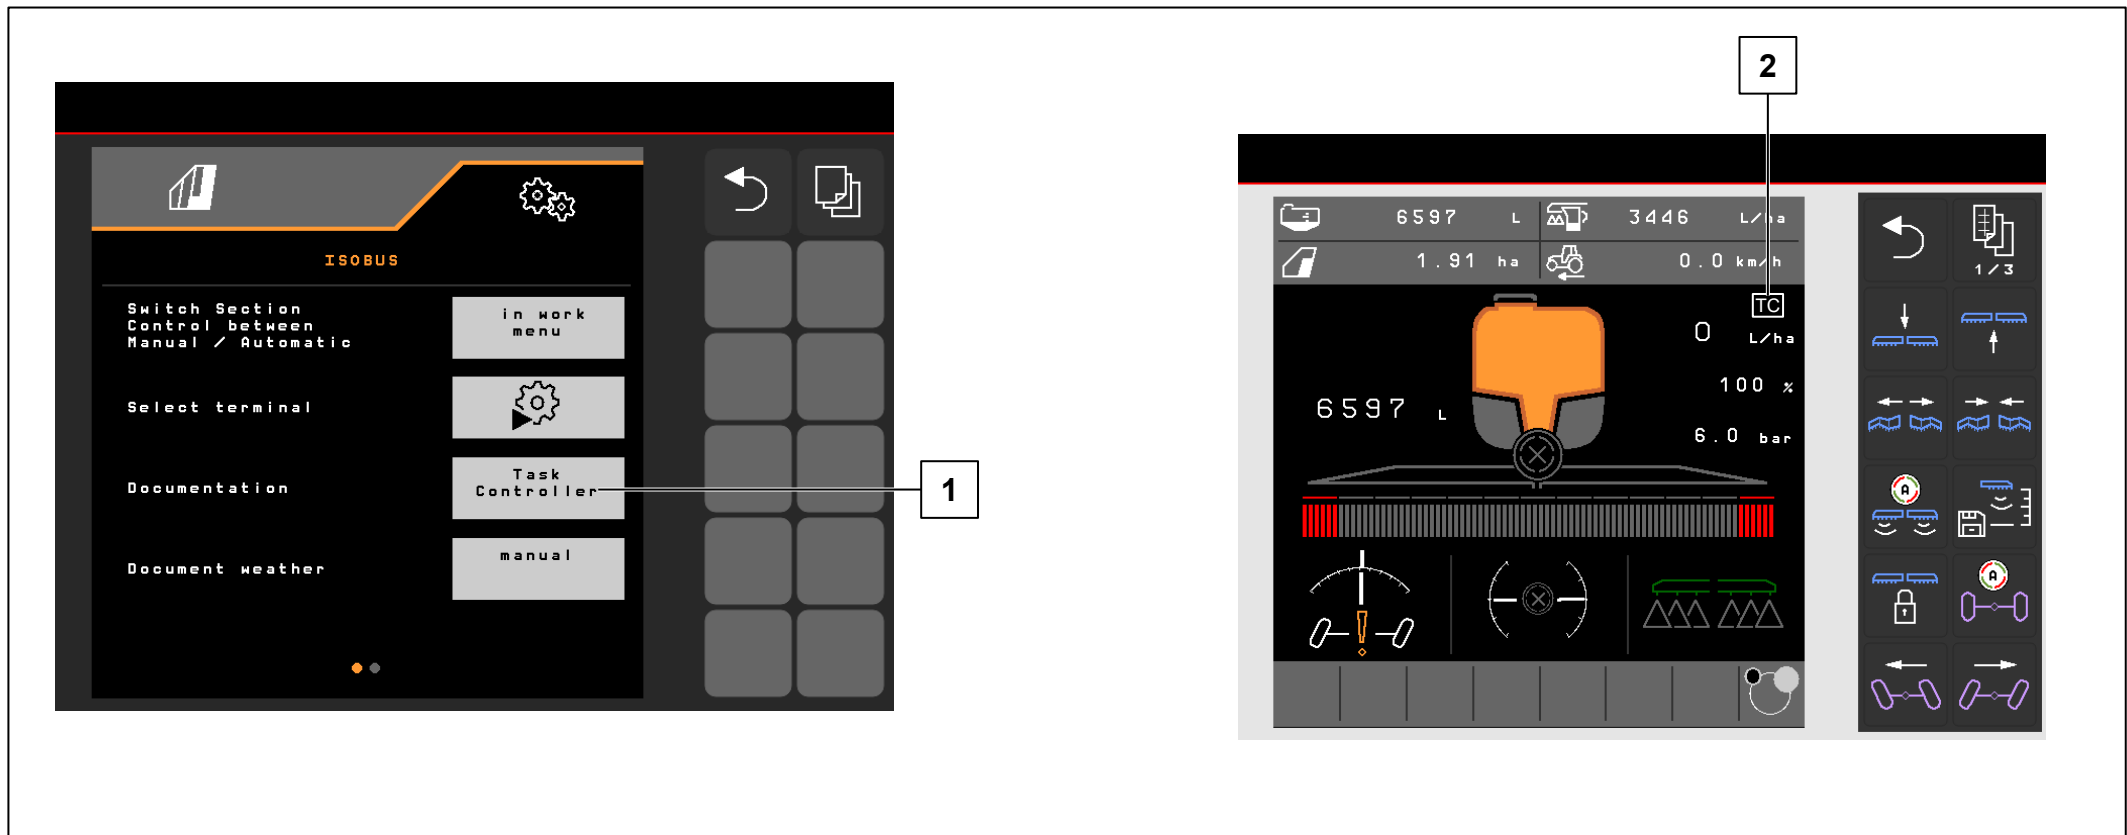 ISOBUS
Switch Section
Control between
Manual / Automatic
in work
menu
Select terminal
Documentation
Task
Controller
Document weather
manual
1
2
6597 L
3446 L/ha
1.91 ha
0.0 km/h
TC
0 L/ha
100 %
6.0 bar
6597 L
1/3
A
A